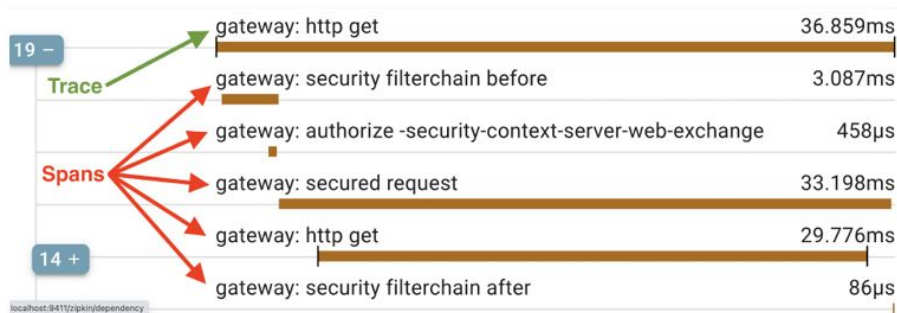 gateway: http get 36.859ms
19 −
Trace
gateway: security filterchain before 3.087ms
gateway: authorize -security-context-server-web-exchange 458µs
Spans
gateway: secured request 33.198ms
gateway: http get 29.776ms
14 +
gateway: security filterchain after 86µs
localhost:9411/zipkin/dependency